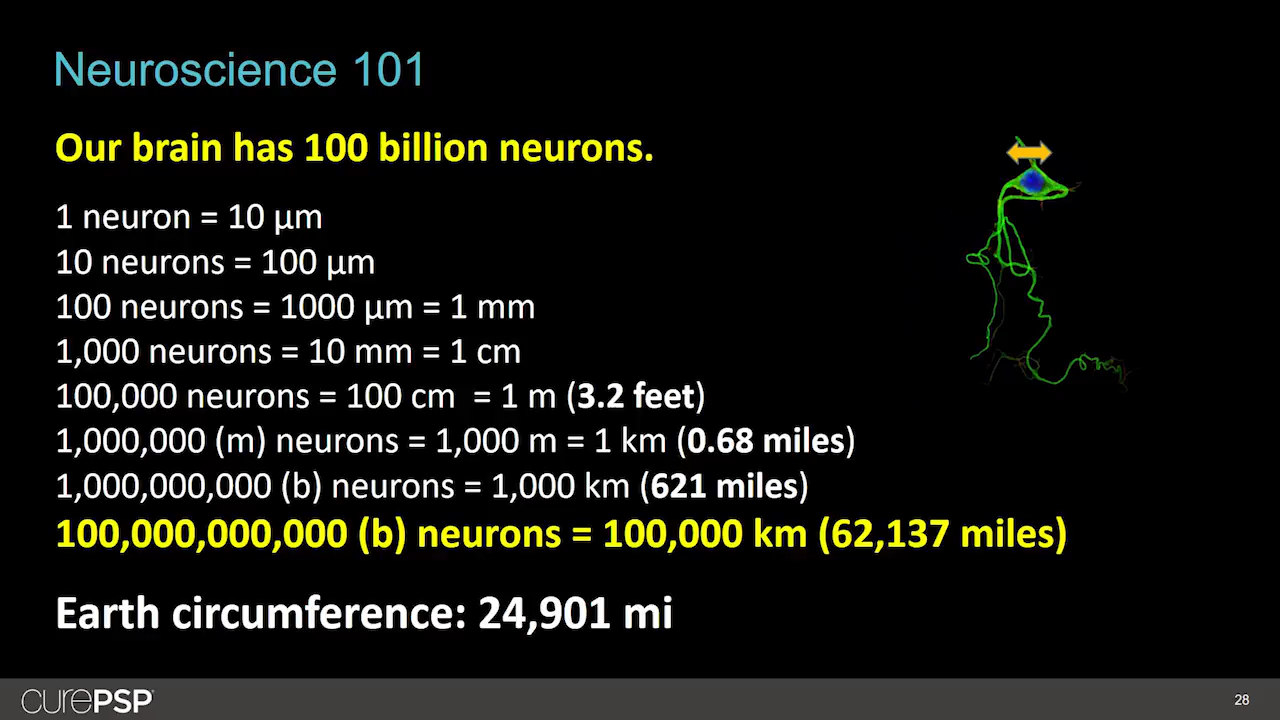 Neuroscience 101
Our brain has 100 billion neurons.
1 neuron = 10 µm
10 neurons = 100 µm
100 neurons = 1000 µm = 1 mm
1,000 neurons = 10 mm = 1 cm
100,000 neurons = 100 cm = 1 m (3.2 feet)
1,000,000 (m) neurons = 1,000 m = 1 km (0.68 miles)
1,000,000,000 (b) neurons = 1,000 km (621 miles)
100,000,000,000 (b) neurons = 100,000 km (62,137 miles)
Earth circumference: 24,901 mi
curePSP
28